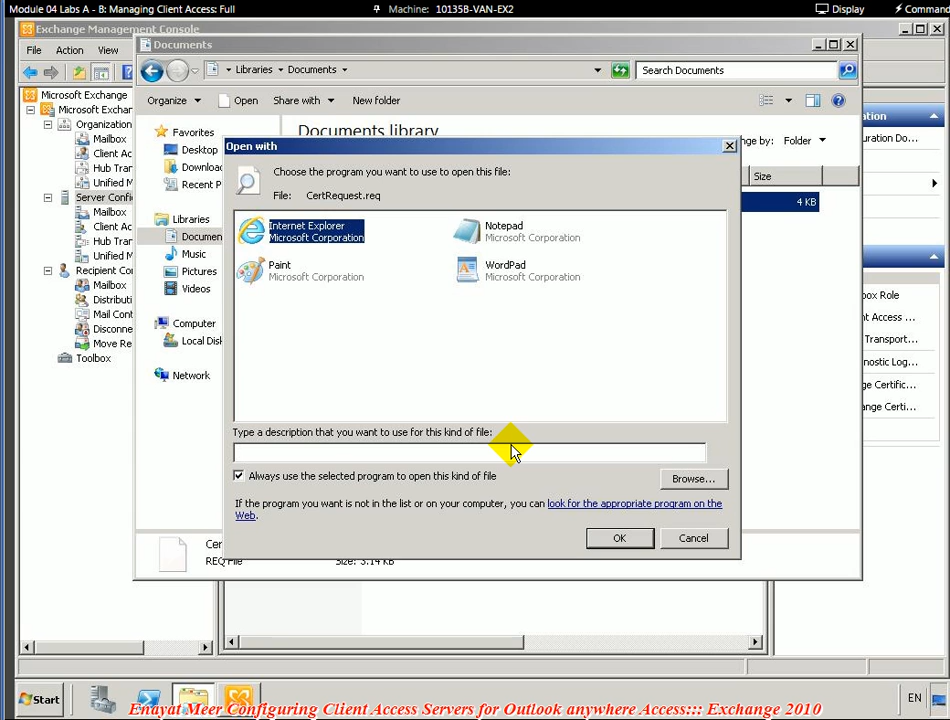 Module 04 Labs A - B: Managing Client Access: Full
Machine: 10135B-VAN-EX2
Display
Command
Exchange Management Console
File Action View
Documents
Libraries Documents
Search Documents
Organize Open Share with New folder
Microsoft Exchange
Microsoft Exchan
Organization
Mailbox
Client Ac
Hub Tran
Unified M
Server Confi
Mailbox
Client Ac
Hub Tran
Unified M
Recipient Co
Mailbox
Distributi
Mail Cont
Disconne
Move Re
Toolbox
Favorites
Desktop
Downloa
Recent P
Libraries
Documen
Music
Pictures
Videos
Computer
Local Disk
Network
Documents library
nge by: Folder
Size
4 KB
Open with
Choose the program you want to use to open this file:
File: CertRequest.req
Internet Explorer
Microsoft Corporation
Notepad
Microsoft Corporation
Paint
Microsoft Corporation
WordPad
Microsoft Corporation
Type a description that you want to use for this kind of file:
Always use the selected program to open this kind of file
Browse...
If the program you want is not in the list or on your computer, you can look for the appropriate program on the
Web.
OK Cancel
Cer
REQ File Size: 3.14 KB
ation
uration Do...
box Role
t Access ...
Transport...
nostic Log...
ge Certific...
ange Certi...
Start
EN
Enayat Meer Configuring Client Access Servers for Outlook anywhere Access::: Exchange 2010